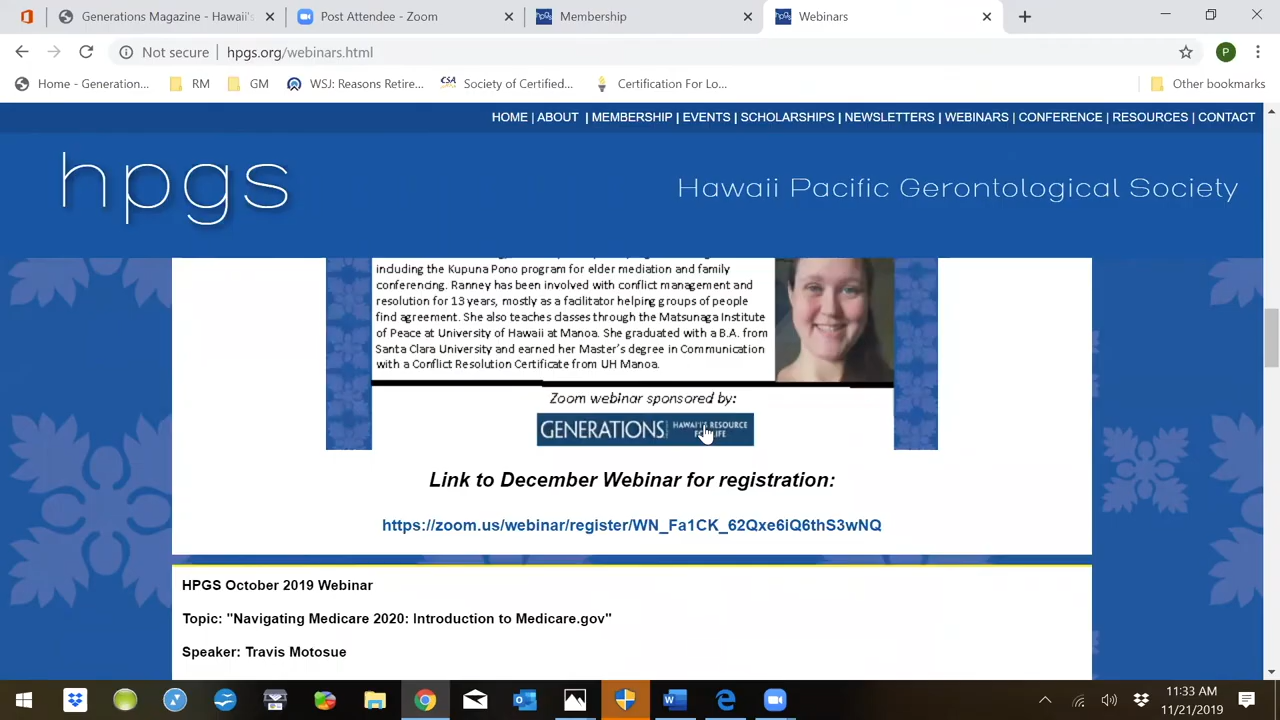 Generations Magazine - Hawaii's
Post Attendee - Zoom
hpgs Membership
hpgs Webinars
Not secure | hpgs.org/webinars.html
P
Home - Generation...
RM
GM
WSJ: Reasons Retire...
CSA Society of Certified...
Certification For Lo...
Other bookmarks
HOME | ABOUT | MEMBERSHIP | EVENTS | SCHOLARSHIPS | NEWSLETTERS | WEBINARS | CONFERENCE | RESOURCES | CONTACT
hpgs
Hawaii Pacific Gerontological Society
including the Kupuna Pono program for elder mediation and family
conferencing. Ranney has been involved with conflict management and
resolution for 13 years, mostly as a facilitator helping groups of people
find agreement. She also teaches classes through the Matsunaga Institute
of Peace at University of Hawaii at Manoa. She graduated with a B.A. from
Santa Clara University and earned her Master's degree in Communication
with a Conflict Resolution Certificate from UH Manoa.
Zoom webinar sponsored by:
GENERATIONS HAWAI'I'S RESOURCE
FOR LIFE
Link to December Webinar for registration:
https://zoom.us/webinar/register/WN_Fa1CK_62Qxe6iQ6thS3wNQ
HPGS October 2019 Webinar
Topic: "Navigating Medicare 2020: Introduction to Medicare.gov"
Speaker: Travis Motosue
11:33 AM
11/21/2019